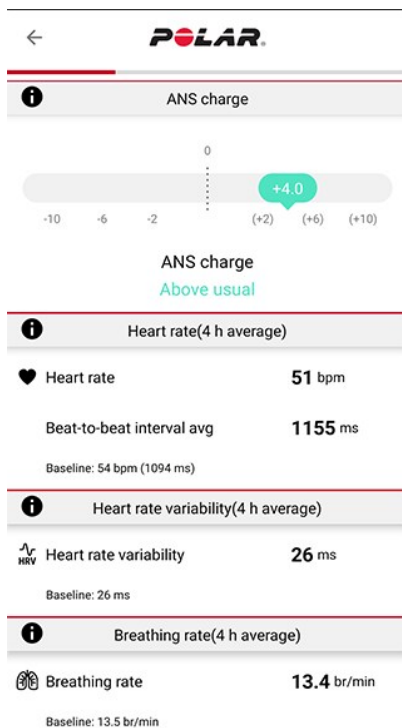 POLAR.
ANS charge
0
+4.0
-10 -6 -2 (+2) (+6) (+10)
ANS charge
Above usual
Heart rate(4 h average)
Heart rate 51 bpm
Beat-to-beat interval avg 1155 ms
Baseline: 54 bpm (1094 ms)
Heart rate variability(4 h average)
HRV Heart rate variability 26 ms
Baseline: 26 ms
Breathing rate(4 h average)
Breathing rate 13.4 br/min
Baseline: 13.5 br/min